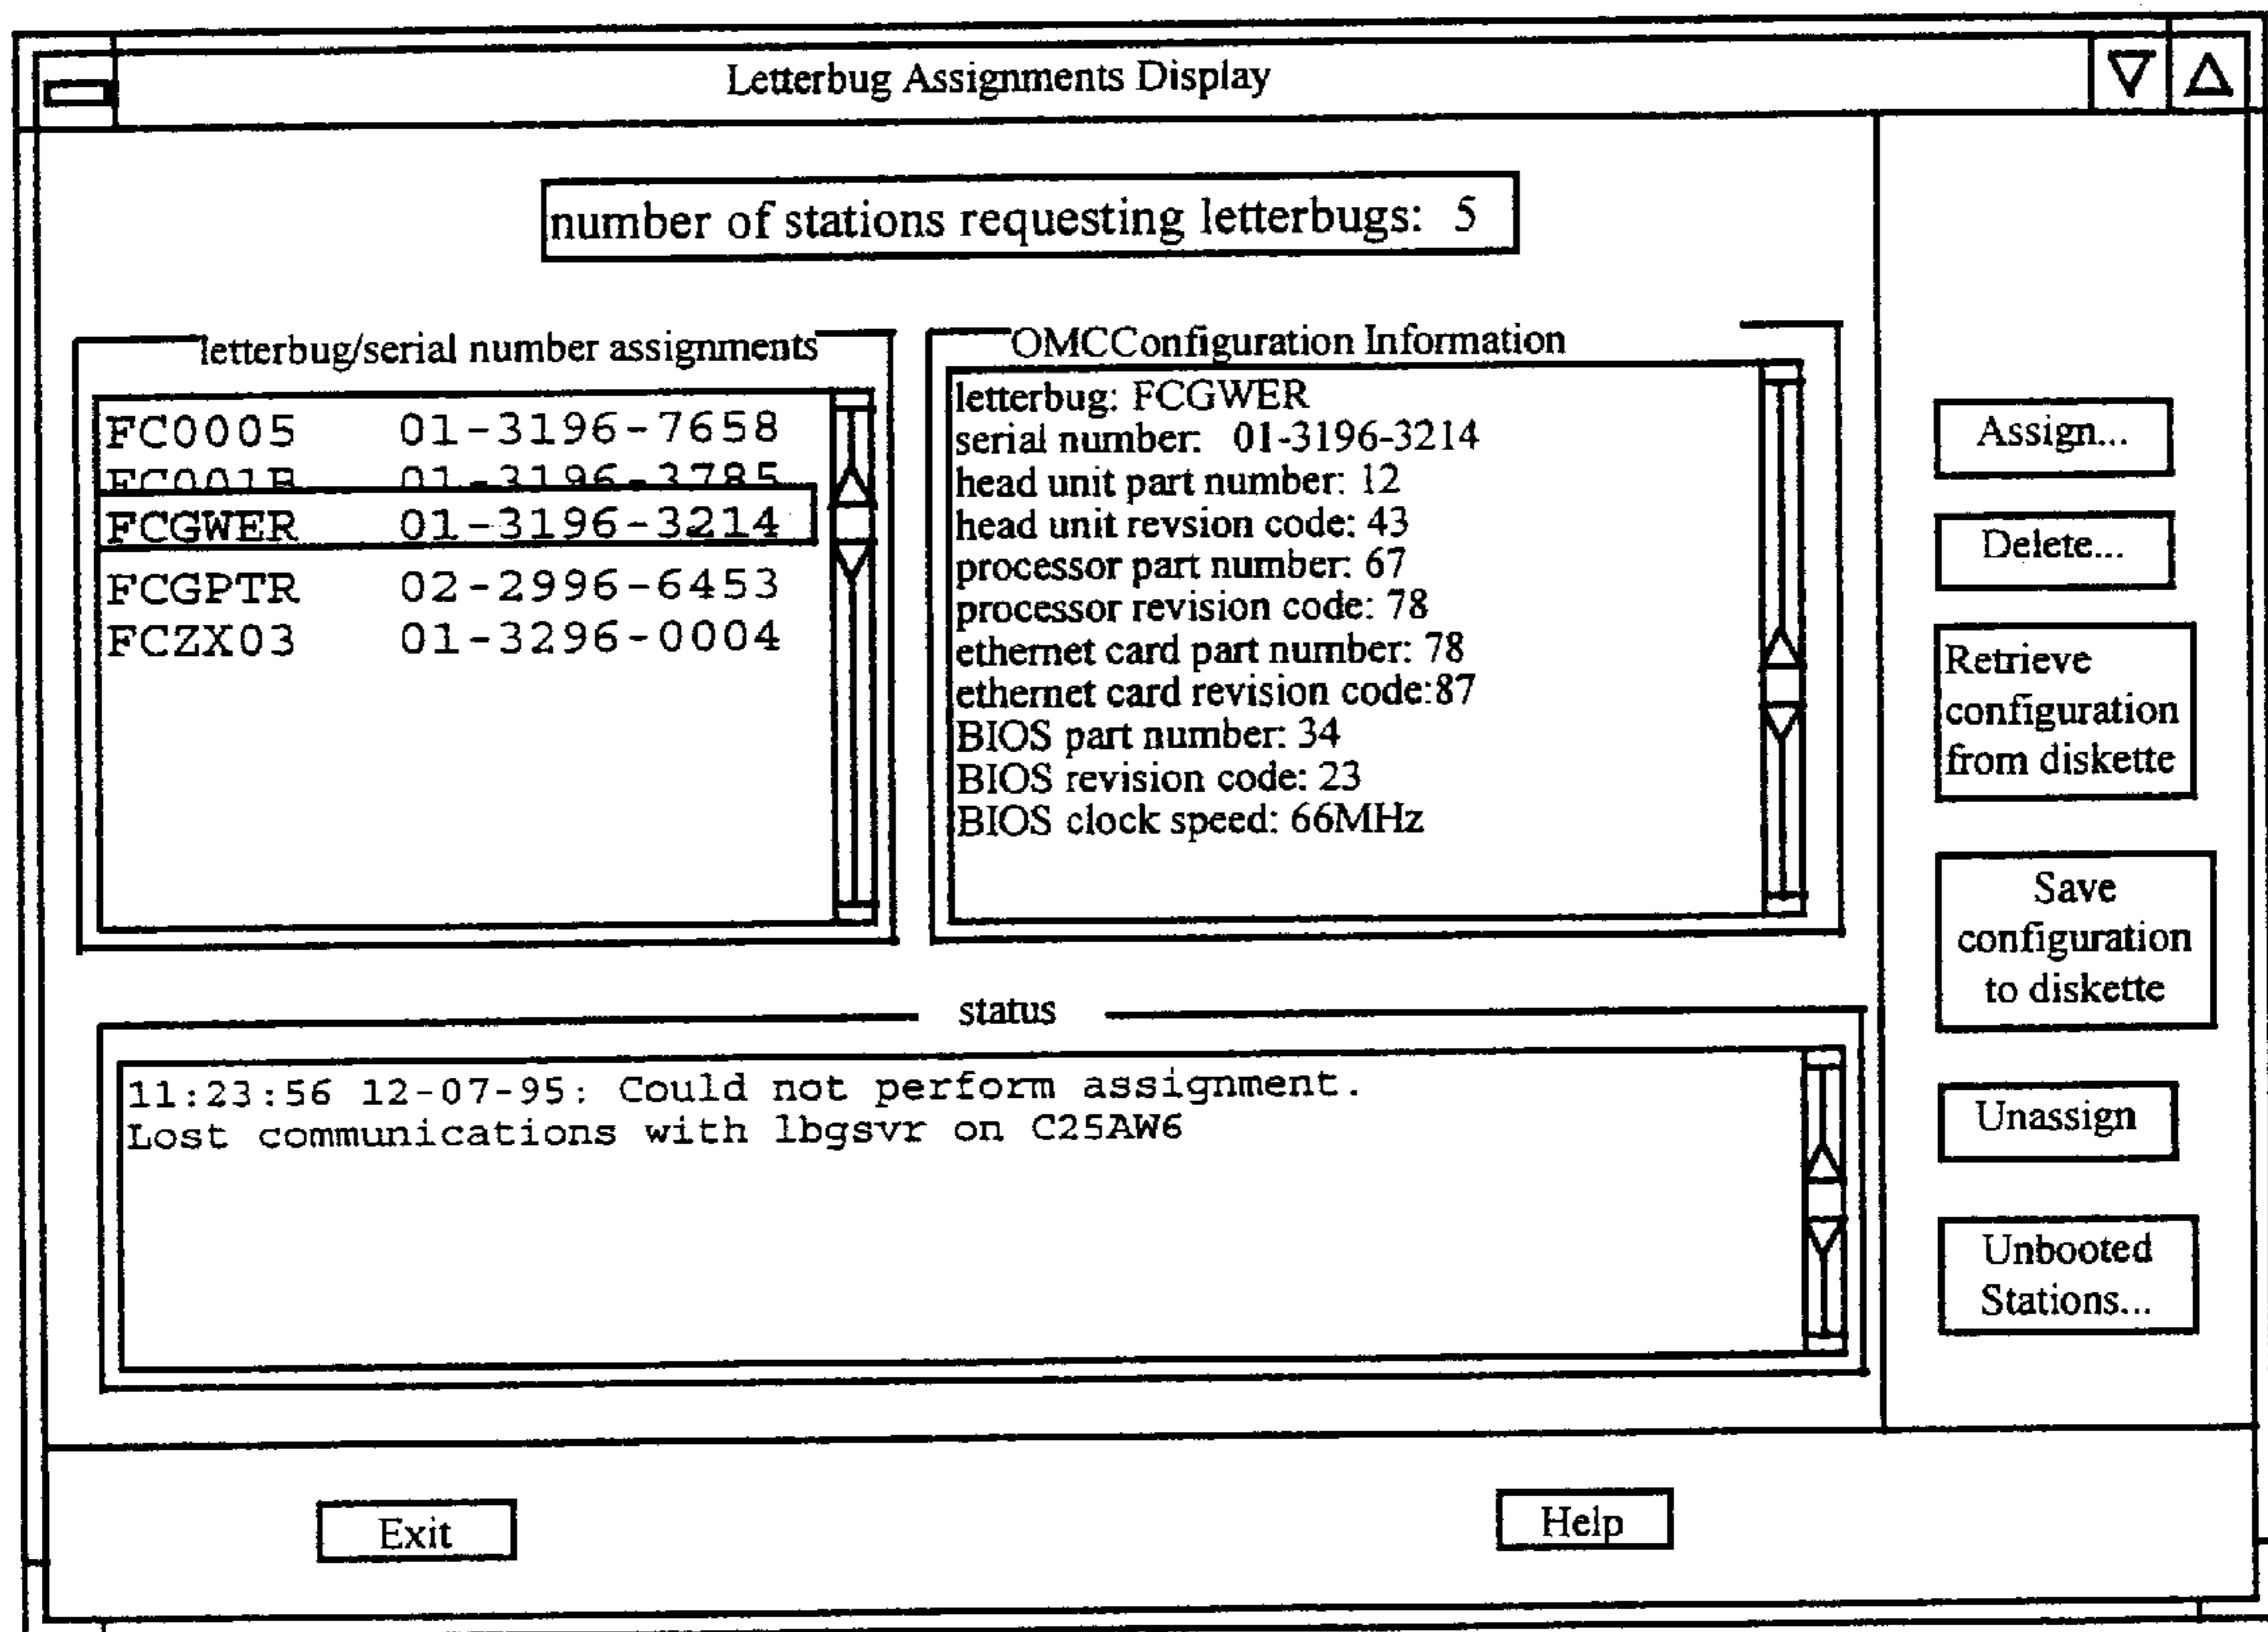 Letterbug Assignments Display
number of stations requesting letterbugs: 5
letterbug/serial number assignments
FC0005 01-3196-7658
FC001B 01-3196-3785
FCGWER 01-3196-3214
FCGPTR 02-2996-6453
FCZX03 01-3296-0004
OMCConfiguration Information
letterbug: FCGWER
serial number: 01-3196-3214
head unit part number: 12
head unit revsion code: 43
processor part number: 67
processor revision code: 78
ethernet card part number: 78
ethernet card revision code:87
BIOS part number: 34
BIOS revision code: 23
BIOS clock speed: 66MHz
Assign...
Delete...
Retrieve
configuration
from diskette
Save
configuration
to diskette
Unassign
Unbooted
Stations...
status
11:23:56 12-07-95: Could not perform assignment.
Lost communications with lbgsvr on C25AW6
Exit
Help